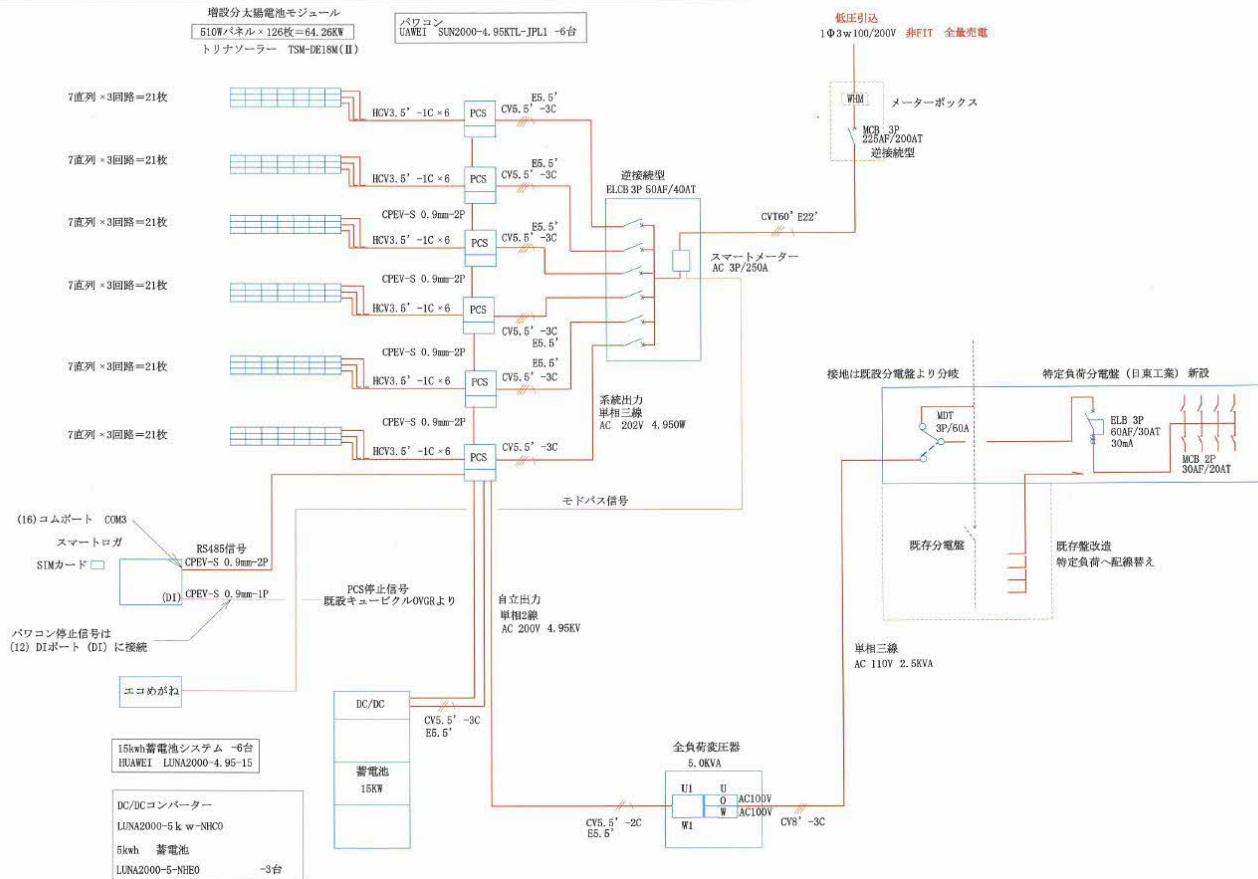 増設分太陽電池モジュール
510Wパネル×126枚=64.26KW
トリナソーラー TSM-DE18M(Ⅱ)
パワコン
UAWEI SUN2000-4.95KTL-JPL1 -6台
低圧引込
1Φ3w100/200V 非FIT 全量売電
WHM
メーターボックス
MCB 3P
225AF/200AT
逆接続型
7直列×3回路=21枚
HCV3.5' -1C×6
PCS
E5.5'
CV5.5' -3C
7直列×3回路=21枚
HCV3.5' -1C×6
PCS
E5.5'
CV5.5' -3C
CPEV-S 0.9mm-2P
7直列×3回路=21枚
HCV3.5' -1C×6
PCS
E5.5'
CV5.5' -3C
CPEV-S 0.9mm-2P
7直列×3回路=21枚
HCV3.5' -1C×6
PCS
CV5.5' -3C
E5.5'
CPEV-S 0.9mm-2P
7直列×3回路=21枚
HCV3.5' -1C×6
PCS
E5.5'
CV5.5' -3C
CPEV-S 0.9mm-2P
7直列×3回路=21枚
HCV3.5' -1C×6
PCS
CV5.5' -3C
逆接続型
ELCB 3P 50AF/40AT
CVT60' E22'
スマートメーター
AC 3P/250A
系統出力
単相三線
AC 202V 4,950W
接地は既設分電盤より分岐
特定負荷分電盤(日東工業)新設
MDT
3P/60A
ELB 3P
60AF/30AT
30mA
MCB 2P
30AF/20AT
既存分電盤
既存盤改造
特定負荷へ配線替え
モドバス信号
(16)コムポート COM3
スマートロガ
SIMカード
RS485信号
CPEV-S 0.9mm-2P
(DI)
CPEV-S 0.9mm-1P
PCS停止信号
既設キュービクルOVGRより
パワコン停止信号は
(12) DIポート (DI) に接続
自立出力
単相2線
AC 200V 4.95KV
単相三線
AC 110V 2.5KVA
エコめがね
DC/DC
CV5.5' -3C
E5.5'
蓄電池
15KW
15kwh蓄電池システム -6台
HUAWEI LUNA2000-4.95-15
DC/DCコンバーター
LUNA2000-5kw-NHC0
5kwh 蓄電池
LUNA2000-5-NHE0 -3台
全負荷変圧器
5.0KVA
U1
W1
U
O
W
AC100V
AC100V
CV5.5' -2C
E5.5'
CV8' -3C